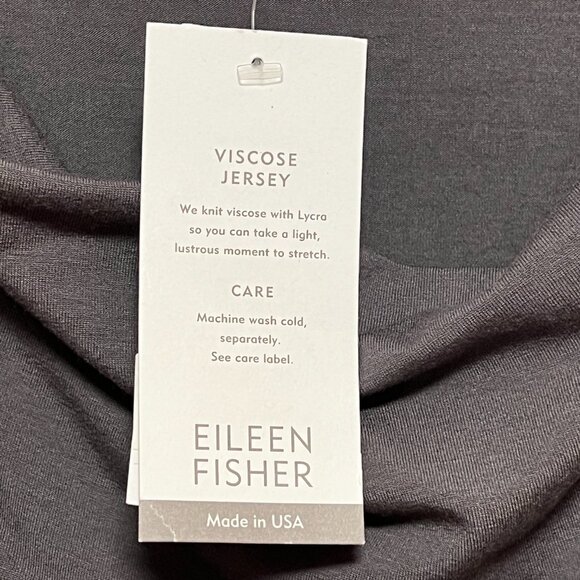 VISCOSE
JERSEY
We knit viscose with Lycra
so you can take a light,
lustrous moment to stretch.
CARE
Machine wash cold,
separately.
See care label.
EILEEN
FISHER
Made in USA